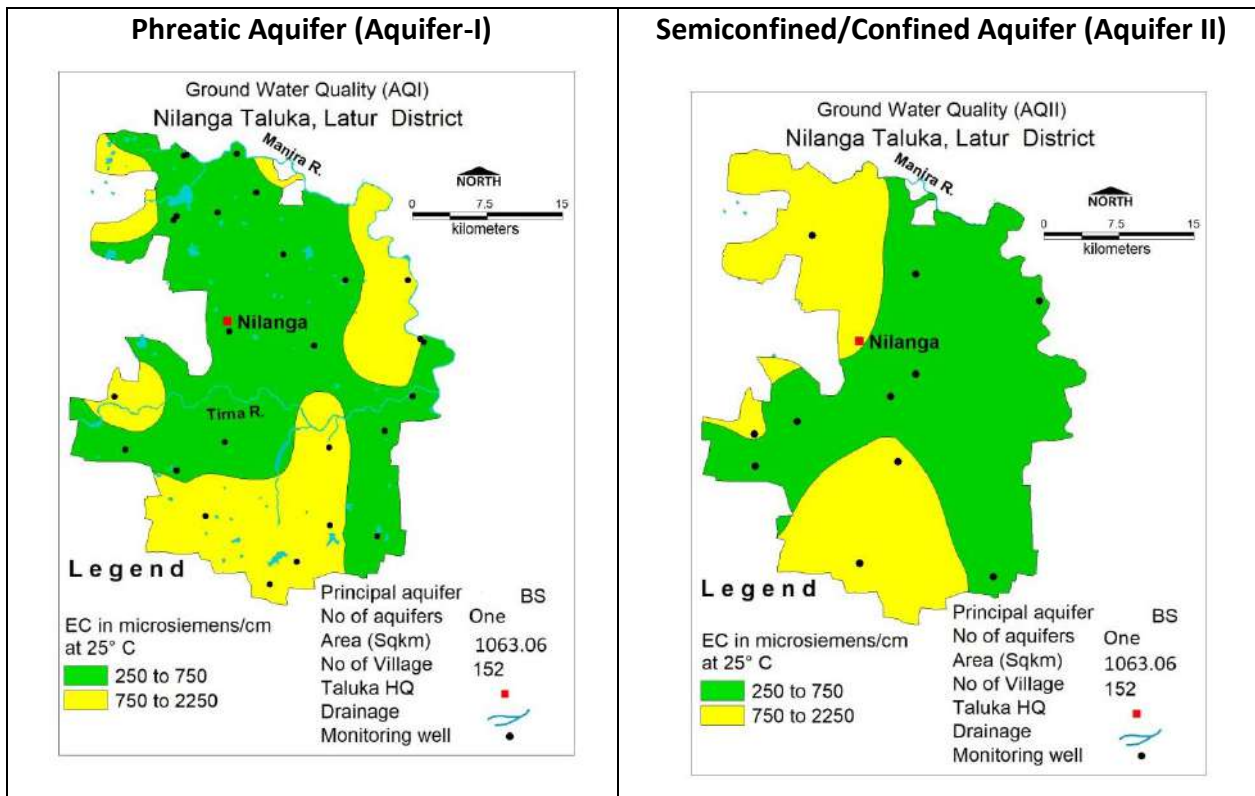 Phreatic Aquifer (Aquifer-I)
Ground Water Quality (AQI)
Nilanga Taluka, Latur District
Manjra R.
NORTH
0 7.5 15
kilometers
Nilanga
Tirna R.
Legend
EC in microsiemens/cm
at 25° C
250 to 750
750 to 2250
Principal aquifer BS
No of aquifers One
Area (Sqkm) 1063.06
No of Village 152
Taluka HQ
Drainage
Monitoring well
Semiconfined/Confined Aquifer (Aquifer II)
Ground Water Quality (AQII)
Nilanga Taluka, Latur District
Manjra R.
NORTH
0 7.5 15
kilometers
Nilanga
Legend
EC in microsiemens/cm
at 25° C
250 to 750
750 to 2250
Principal aquifer BS
No of aquifers One
Area (Sqkm) 1063.06
No of Village 152
Taluka HQ
Drainage
Monitoring well